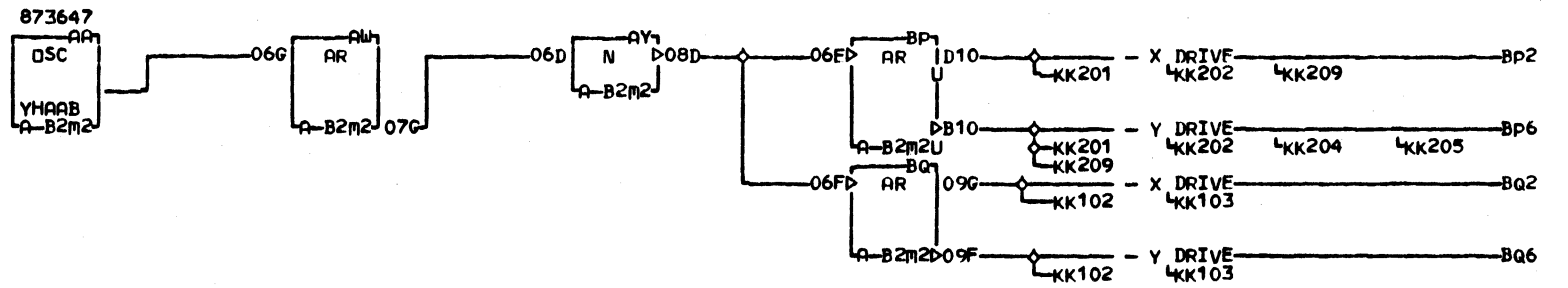 873647
AA AW AY BP
OSC 06G AR 06D N 08D 06F AR D10 - X DRIVE BP2
KK201 KK202 KK209
U
YHAAB
A B2M2 A B2M2 07G A B2M2 B10 - Y DRIVE BP6
A B2M2 U KK201 KK202 KK204 KK205
KK209
BQ
06F AR 09G - X DRIVE BQ2
KK102 KK103
A B2M2 09F - Y DRIVE BQ6
KK102 KK103